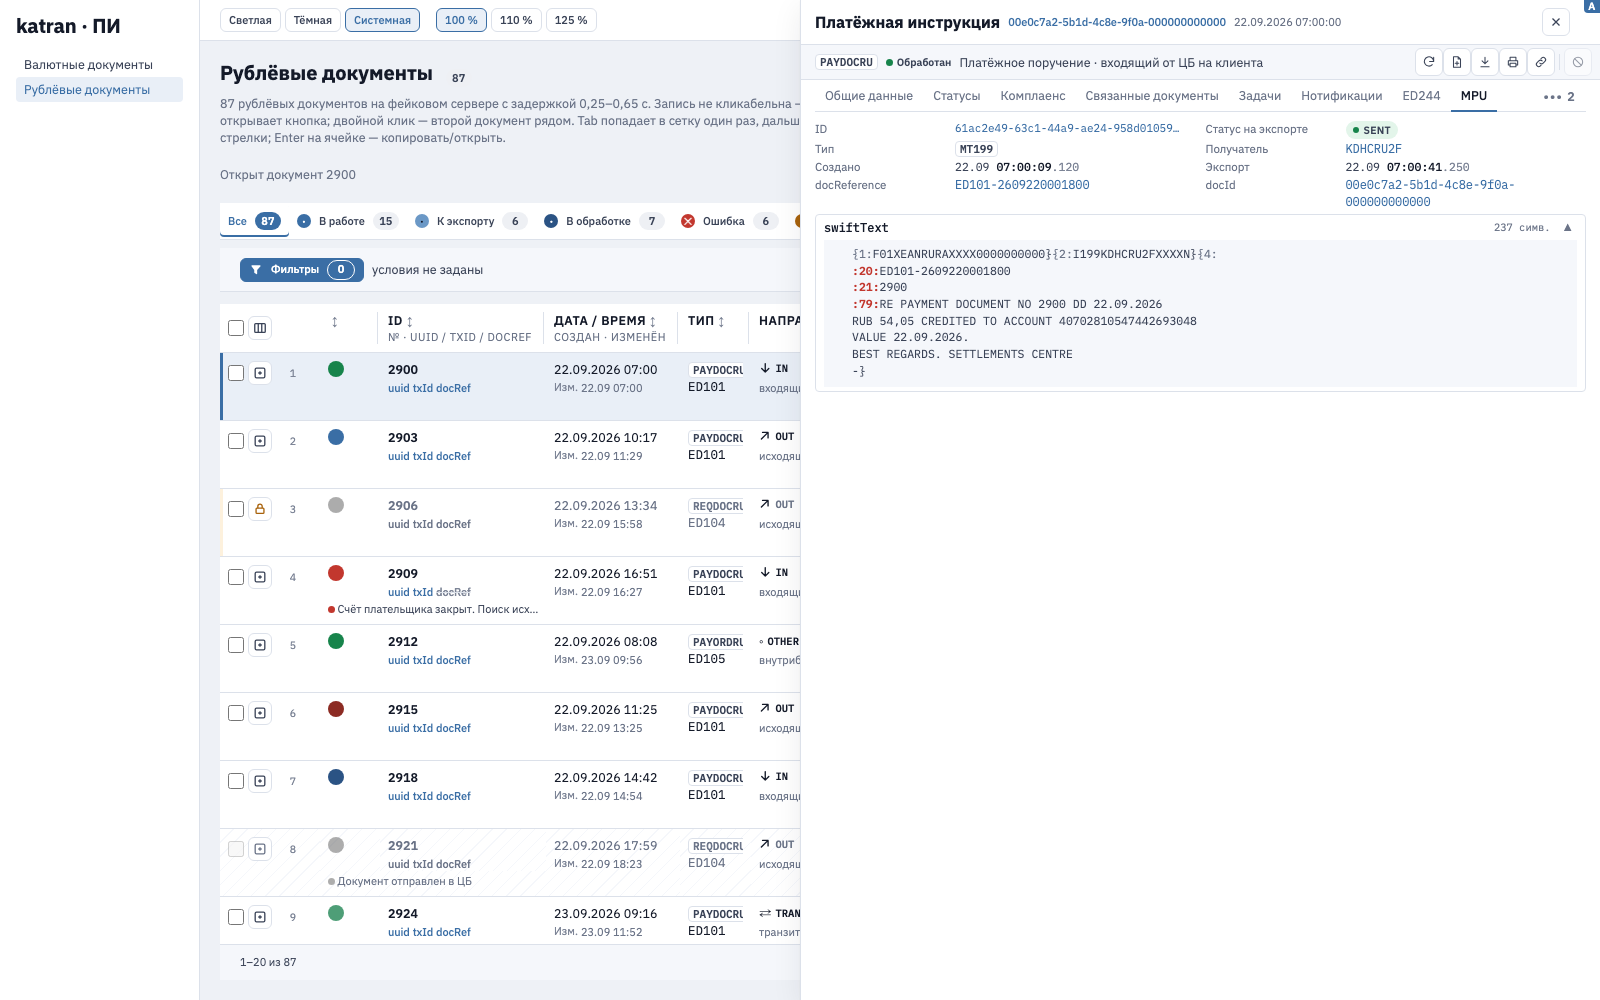 katran · ПИ
Валютные документы
Рублёвые документы
Светлая Тёмная Системная 100 % 110 % 125 %
Рублёвые документы 87
87 рублёвых документов на фейковом сервере с задержкой 0,25–0,65 с. Запись не кликабельна —
открывает кнопка; двойной клик — второй документ рядом. Tab попадает в сетку один раз, дальш
стрелки; Enter на ячейке — копировать/открыть.
Открыт документ 2900
Все 87 В работе 15 К экспорту 6 В обработке 7 Ошибка 6
Фильтры 0 условия не заданы
ID ДАТА / ВРЕМЯ ТИП НАПРА
№ · UUID / TXID / DOCREF СОЗДАН · ИЗМЕНЁН
1 2900 22.09.2026 07:00 PAYDOCRU IN
uuid txId docRef Изм. 22.09 07:00 ED101 входящ
2 2903 22.09.2026 10:17 PAYDOCRU OUT
uuid txId docRef Изм. 22.09 11:29 ED101 исходящ
3 2906 22.09.2026 13:34 REQDOCRU OUT
uuid txId docRef Изм. 22.09 15:58 ED104 исходящ
4 2909 22.09.2026 16:51 PAYDOCRU IN
uuid txId docRef Изм. 22.09 16:27 ED101 входящ
Счёт плательщика закрыт. Поиск исх…
5 2912 22.09.2026 08:08 PAYORDRU OTHER
uuid txId docRef Изм. 23.09 09:56 ED105 внутриб
6 2915 22.09.2026 11:25 PAYDOCRU OUT
uuid txId docRef Изм. 22.09 13:25 ED101 исходящ
7 2918 22.09.2026 14:42 PAYDOCRU IN
uuid txId docRef Изм. 22.09 14:54 ED101 входящ
8 2921 22.09.2026 17:59 REQDOCRU OUT
uuid txId docRef Изм. 22.09 18:23 ED104 исходящ
Документ отправлен в ЦБ
9 2924 23.09.2026 09:16 PAYDOCRU TRAN
uuid txId docRef Изм. 23.09 11:52 ED101 транзит
1–20 из 87
Платёжная инструкция 00e0c7a2-5b1d-4c8e-9f0a-000000000000 22.09.2026 07:00:00
A
PAYDOCRU Обработан Платёжное поручение · входящий от ЦБ на клиента
Общие данные Статусы Комплаенс Связанные документы Задачи Нотификации ED244 MPU ••• 2
ID 61ac2e49-63c1-44a9-ae24-958d01059… Статус на экспорте SENT
Тип MT199 Получатель KDHCRU2F
Создано 22.09 07:00:09.120 Экспорт 22.09 07:00:41.250
docReference ED101-2609220001800 docId 00e0c7a2-5b1d-4c8e-9f0a-
000000000000
swiftText 237 симв.
{1:F01XEANRURAXXXX0000000000}{2:I199KDHCRU2FXXXXN}{4:
:20:ED101-2609220001800
:21:2900
:79:RE PAYMENT DOCUMENT NO 2900 DD 22.09.2026
RUB 54,05 CREDITED TO ACCOUNT 40702810547442693048
VALUE 22.09.2026.
BEST REGARDS. SETTLEMENTS CENTRE
-}